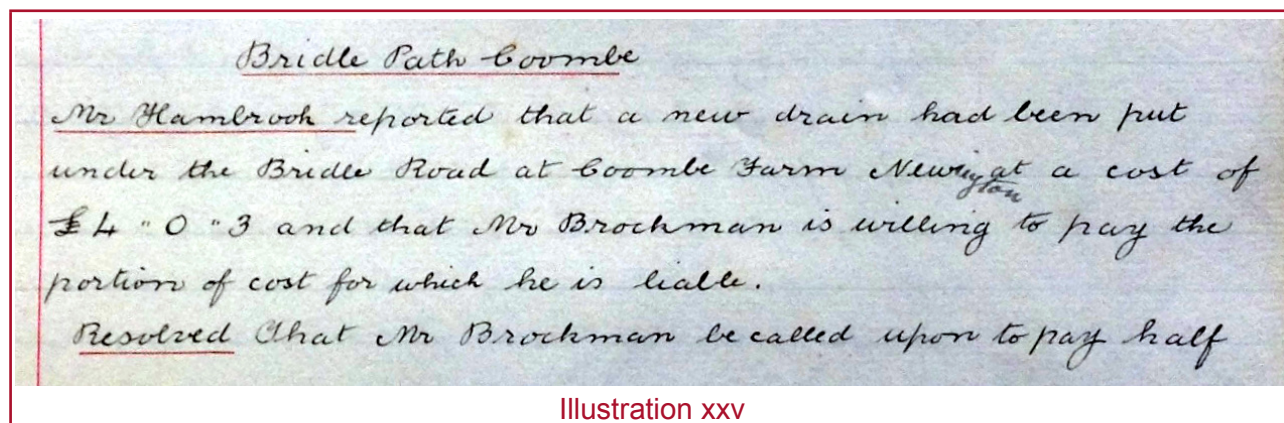 Bridle Path Coombe
Mr Hambrook reported that a new drain had been put
under the Bridle Road at Coombe Farm Newington at a cost of
£4 " 0 " 3 and that Mr Brockman is willing to pay the
portion of cost for which he is liable.
Resolved That Mr Brockman be called upon to pay half
Illustration xxv